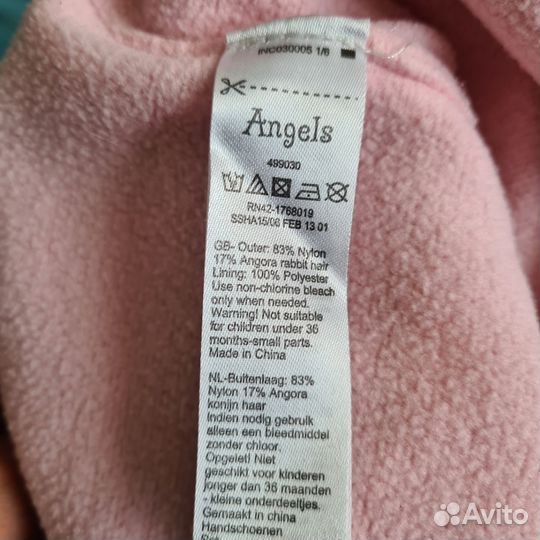 INC030005 1/6
Angels
499030
RN42-1768019
SSHA15/06 FEB 13 01
GB- Outer: 83% Nylon
17% Angora rabbit hair
Lining: 100% Polyester
Use non-chlorine bleach
only when needed.
Warning! Not suitable
for children under 36
months-small parts.
Made in China
NL-Buitenlaag: 83%
Nylon 17% Angora
konijn haar
Indien nodig gebruik
alleen een bleedmiddel
zonder chloor.
Opgelet! Niet
geschikt voor kinderen
jonger dan 36 maanden
- kleine onderdeeltjes.
Gemaakt in china
Handschoenen
Avito